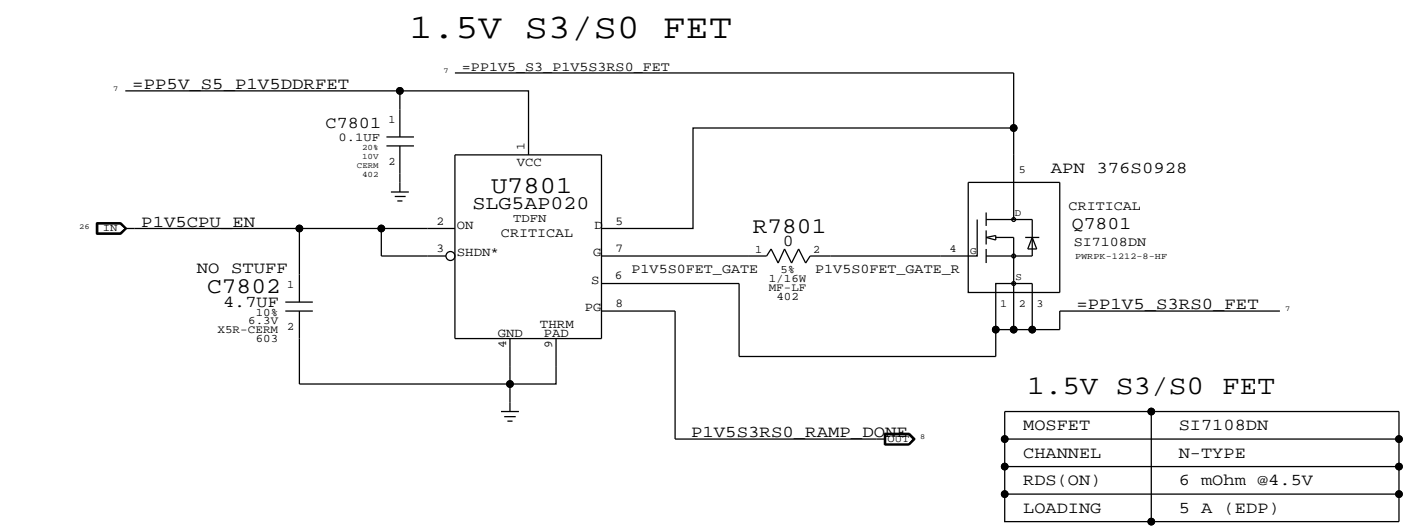 1.5V S3/S0 FET
7 =PP1V5_S3_P1V5S3RS0_FET
7 =PP5V_S5_P1V5DDRFET
C7801
0.1UF
20%
10V
CERM
402
1
2
1
VCC
U7801
SLG5AP020
TDFN
CRITICAL
2 ON
3 SHDN*
D 5
G 7
S 6
PG 8
GND
THRM
PAD
4
9
26 IN P1V5CPU_EN
NO STUFF
C7802
4.7UF
10%
6.3V
X5R-CERM
603
1
2
R7801
0
1 2
5%
1/16W
MF-LF
402
P1V5S0FET_GATE
P1V5S0FET_GATE_R
5 APN 376S0928
D
CRITICAL
Q7801
SI7108DN
PWRPK-1212-8-HF
4 G
S
1 2 3
=PP1V5_S3RS0_FET 7
P1V5S3RS0_RAMP_DONE OUT 8
1.5V S3/S0 FET
MOSFET SI7108DN
CHANNEL N-TYPE
RDS(ON) 6 mOhm @4.5V
LOADING 5 A (EDP)